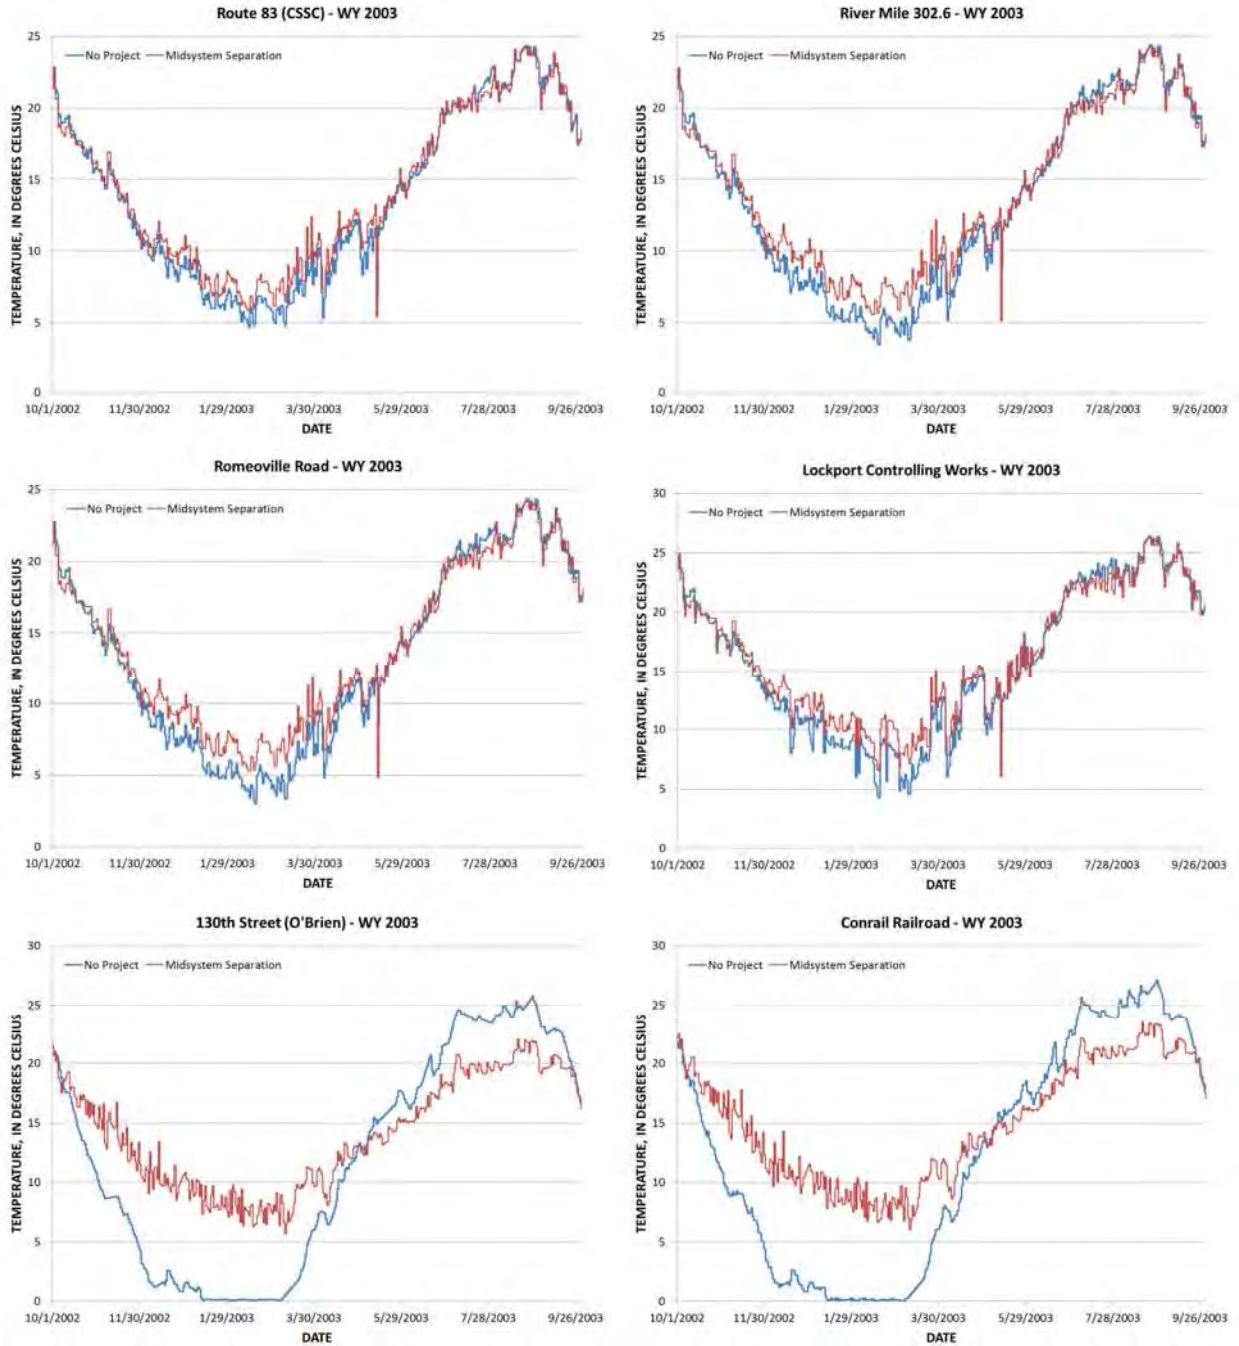 Route 83 (CSSC) - WY 2003
TEMPERATURE, IN DEGREES CELSIUS
25
20
15
10
5
0
No Project
Midsystem Separation
10/1/2002
11/30/2002
1/29/2003
3/30/2003
5/29/2003
7/28/2003
9/26/2003
DATE
River Mile 302.6 - WY 2003
TEMPERATURE, IN DEGREES CELSIUS
25
20
15
10
5
0
No Project
Midsystem Separation
10/1/2002
11/30/2002
1/29/2003
3/30/2003
5/29/2003
7/28/2003
9/26/2003
DATE
Romeoville Road - WY 2003
TEMPERATURE, IN DEGREES CELSIUS
25
20
15
10
5
0
No Project
Midsystem Separation
10/1/2002
11/30/2002
1/29/2003
3/30/2003
5/29/2003
7/28/2003
9/26/2003
DATE
Lockport Controlling Works - WY 2003
TEMPERATURE, IN DEGREES CELSIUS
30
25
20
15
10
5
0
No Project
Midsystem Separation
10/1/2002
11/30/2002
1/29/2003
3/30/2003
5/29/2003
7/28/2003
9/26/2003
DATE
130th Street (O'Brien) - WY 2003
TEMPERATURE, IN DEGREES CELSIUS
30
25
20
15
10
5
0
No Project
Midsystem Separation
10/1/2002
11/30/2002
1/29/2003
3/30/2003
5/29/2003
7/28/2003
9/26/2003
DATE
Conrail Railroad - WY 2003
TEMPERATURE, IN DEGREES CELSIUS
30
25
20
15
10
5
0
No Project
Midsystem Separation
10/1/2002
11/30/2002
1/29/2003
3/30/2003
5/29/2003
7/28/2003
9/26/2003
DATE